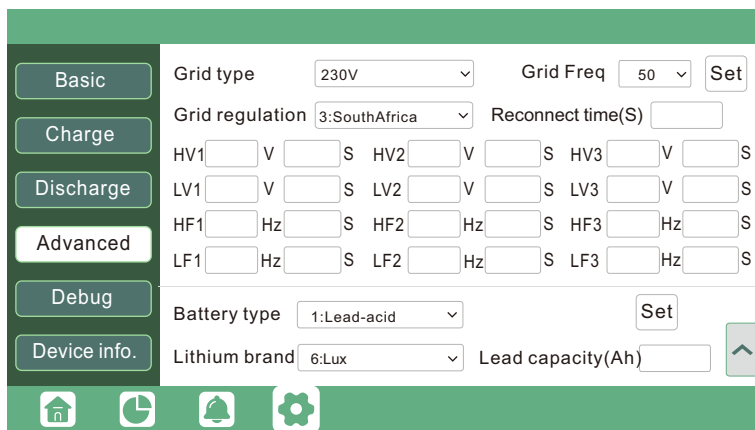 Basic
Charge
Discharge
Advanced
Debug
Device info.
Grid type 230V Grid Freq 50 Set
Grid regulation 3:SouthAfrica Reconnect time(S)
HV1 V S HV2 V S HV3 V S
LV1 V S LV2 V S LV3 V S
HF1 Hz S HF2 Hz S HF3 Hz S
LF1 Hz S LF2 Hz S LF3 Hz S
Battery type 1:Lead-acid Set
Lithium brand 6:Lux Lead capacity(Ah)